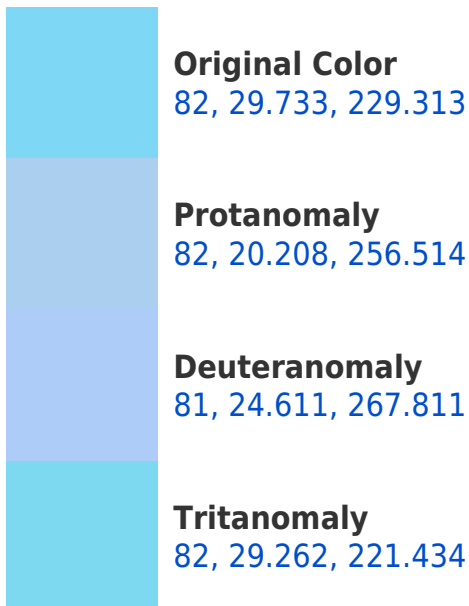 Original Color
82, 29.733, 229.313
Protanomaly
82, 20.208, 256.514
Deuteranomaly
81, 24.611, 267.811
Tritanomaly
82, 29.262, 221.434